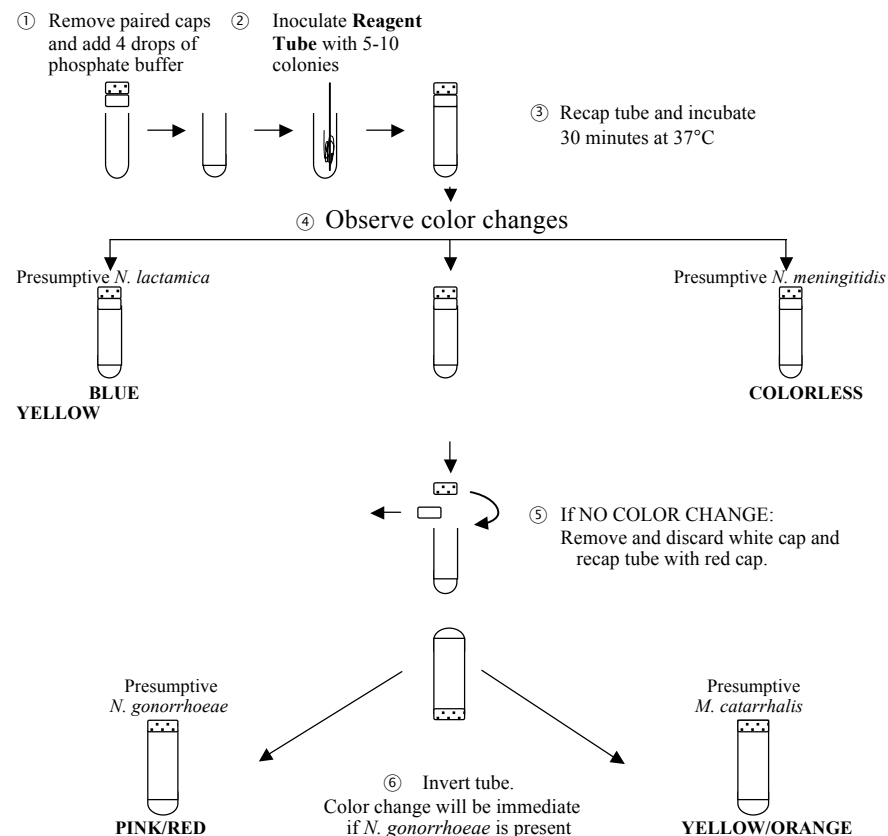 ① Remove paired caps
and add 4 drops of
phosphate buffer
② Inoculate Reagent
Tube with 5-10
colonies
③ Recap tube and incubate
30 minutes at 37°C
④ Observe color changes
Presumptive N. lactamica
BLUE
YELLOW
Presumptive N. meningitidis
COLORLESS
⑤ If NO COLOR CHANGE:
Remove and discard white cap and
recap tube with red cap.
Presumptive
N. gonorrhoeae
PINK/RED
⑥ Invert tube.
Color change will be immediate
if N. gonorrhoeae is present
Presumptive
M. catarrhalis
YELLOW/ORANGE